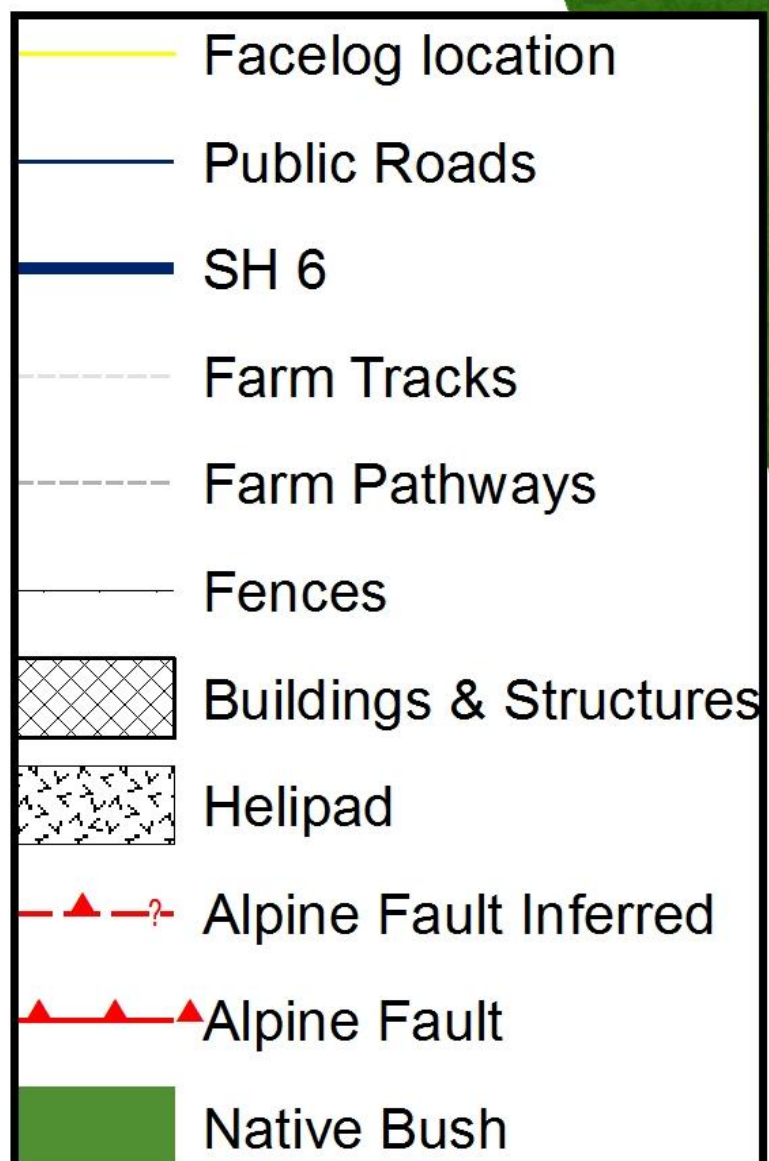 Facelog location
Public Roads
SH 6
Farm Tracks
Farm Pathways
Fences
Buildings & Structures
Helipad
? Alpine Fault Inferred
Alpine Fault
Native Bush